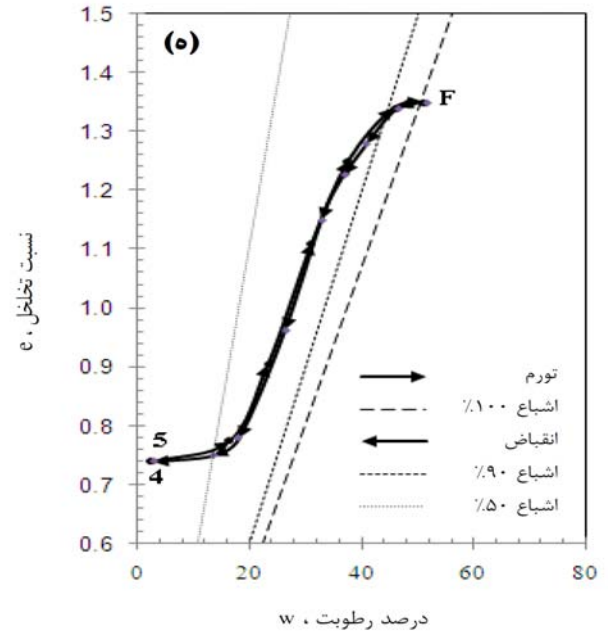 (ه)
1.5
1.4
1.3
1.2
1.1
1.0
0.9
0.8
0.7
0.6
نسبت تخلخل ، e
F
5
4
تورم
اشباع ۱۰۰٪
انقباض
اشباع ۹۰٪
اشباع ۵۰٪
0 20 40 60 80
درصد رطوبت ، w